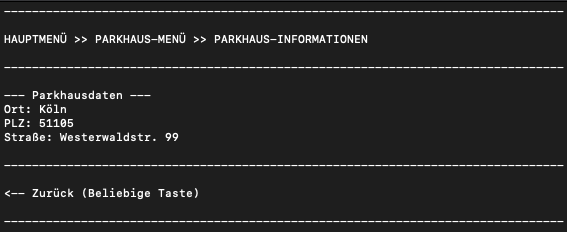 --------------------------------------------------------------------------------
HAUPTMENÜ >> PARKHAUS-MENÜ >> PARKHAUS-INFORMATIONEN
--------------------------------------------------------------------------------
--- Parkhausdaten ---
Ort: Köln
PLZ: 51105
Straße: Westerwaldstr. 99
--------------------------------------------------------------------------------
<-- Zurück (Beliebige Taste)
--------------------------------------------------------------------------------